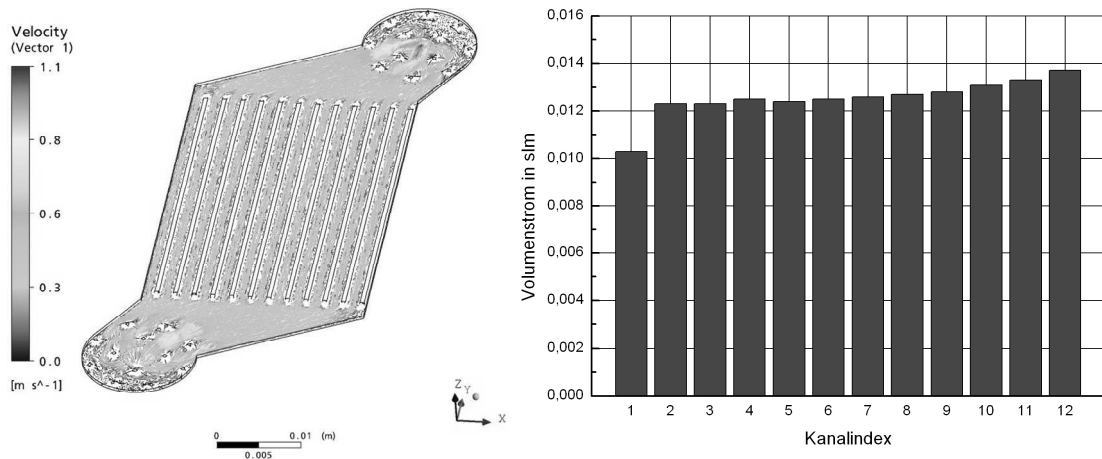 Velocity
(Vector 1)
1.1
0.8
0.6
0.3
0.0
[m s^-1]
0
0.01 (m)
0.005
Z
Y
X
Volumenstrom in slm
0,016
0,014
0,012
0,010
0,008
0,006
0,004
0,002
0,000
1 2 3 4 5 6 7 8 9 10 11 12
Kanalindex